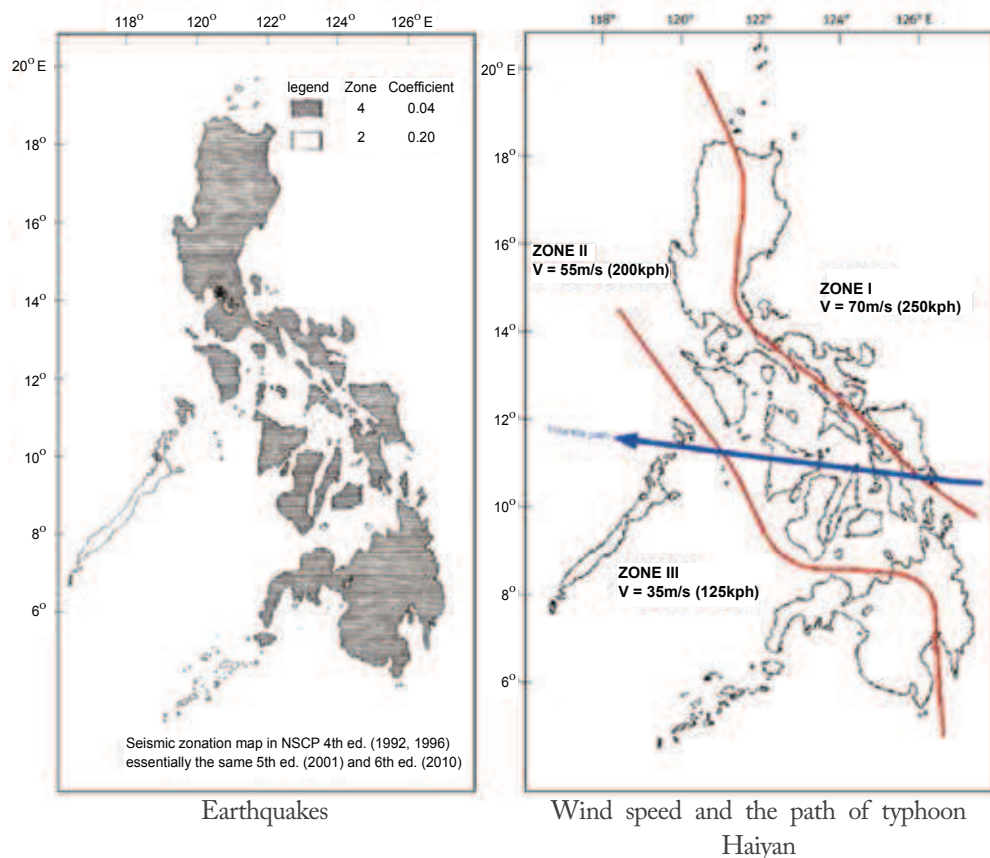 118° 120° 122° 124° 126° E
20° E
18°
16°
14°
12°
10°
8°
6°
legend Zone Coefficient
4 0.04
2 0.20
Seismic zonation map in NSCP 4th ed. (1992, 1996)
essentially the same 5th ed. (2001) and 6th ed. (2010)
Earthquakes
118° 120° 122° 124° 126° E
20° E
18°
16°
14°
12°
10°
8°
6°
ZONE II
V = 55m/s (200kph)
ZONE I
V = 70m/s (250kph)
ZONE III
V = 35m/s (125kph)
Wind speed and the path of typhoon
Haiyan